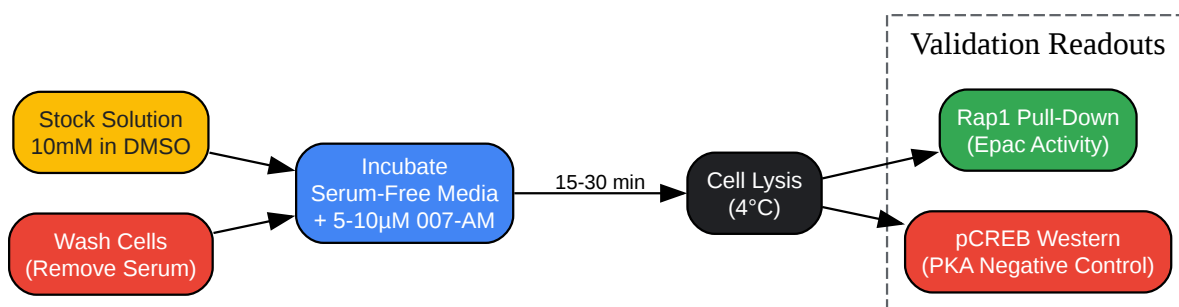 Validation Readouts
Stock Solution
10mM in DMSO
Wash Cells
(Remove Serum)
Incubate
Serum-Free Media
+ 5-10µM 007-AM
15-30 min
Cell Lysis
(4°C)
Rap1 Pull-Down
(Epac Activity)
pCREB Western
(PKA Negative Control)